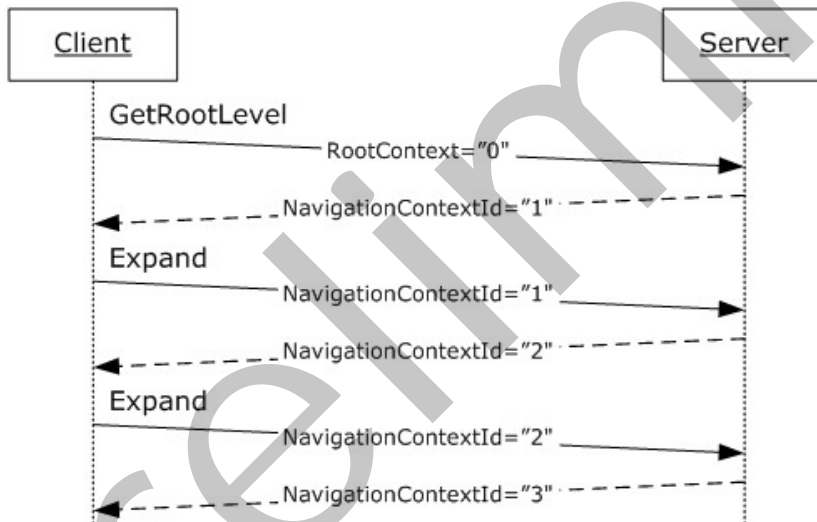 Client
Server
GetRootLevel
RootContext=″0"
NavigationContextId=″1"
Expand
NavigationContextId=″1"
NavigationContextId=″2"
Expand
NavigationContextId=″2"
NavigationContextId=″3"